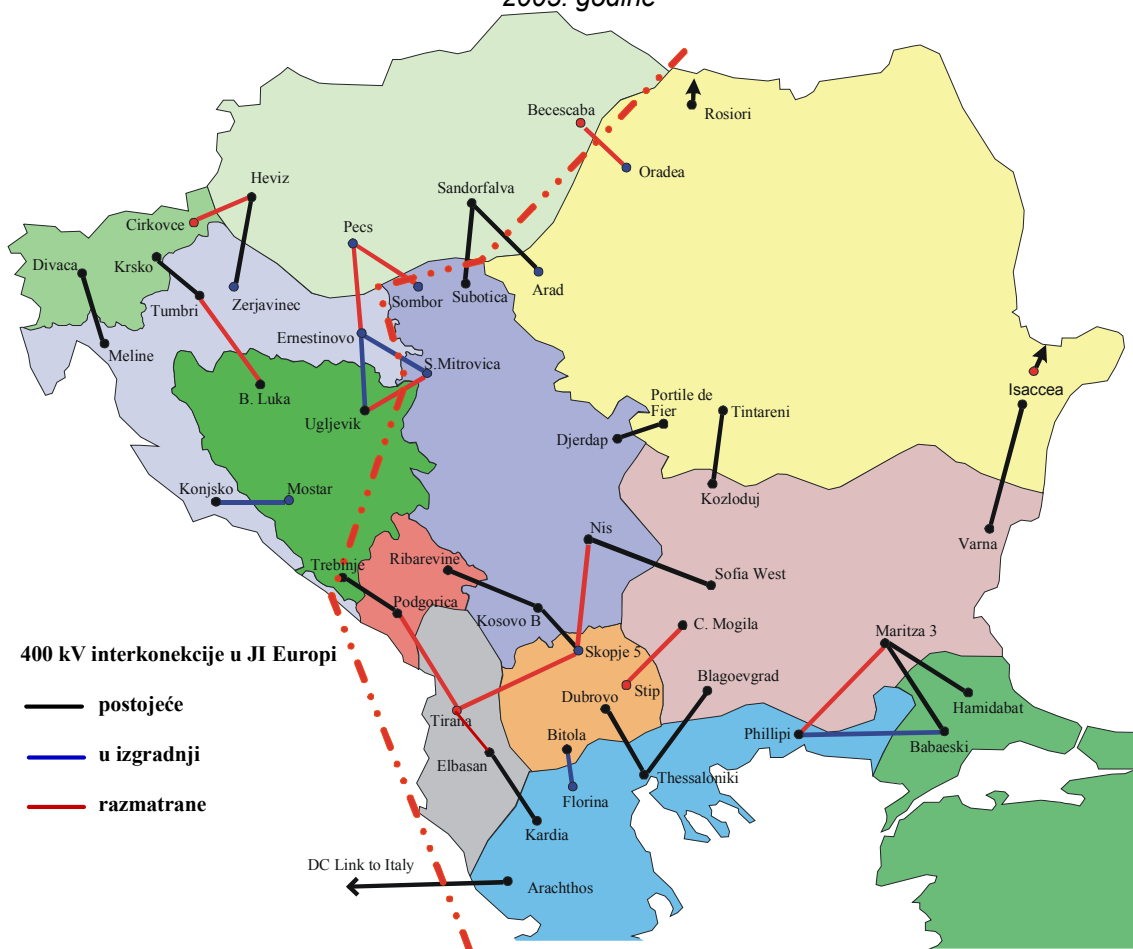 2005. godine
Becescaba
Rosiori
Oradea
Heviz
Sandorfalva
Cirkovce
Pecs
Divaca
Krsko
Tumbri
Zerjavinec
Sombor
Subotica
Arad
Ernestinovo
Meline
S.Mitrovica
B. Luka
Ugljevik
Portile de
Fier
Tintareni
Isaccea
Djerdap
Konjsko
Mostar
Kozloduj
Nis
Varna
Trebinje
Ribarevine
Sofia West
Podgorica
Kosovo B
C. Mogila
Maritza 3
400 kV interkonekcije u JI Europi
Skopje 5
postojeće
Stip
Blagoevgrad
Dubrovo
Hamidabat
Tirana
Bitola
Phillipi
Babaeski
u izgradnji
Elbasan
Thessaloniki
Florina
razmatrane
Kardia
DC Link to Italy
Arachthos